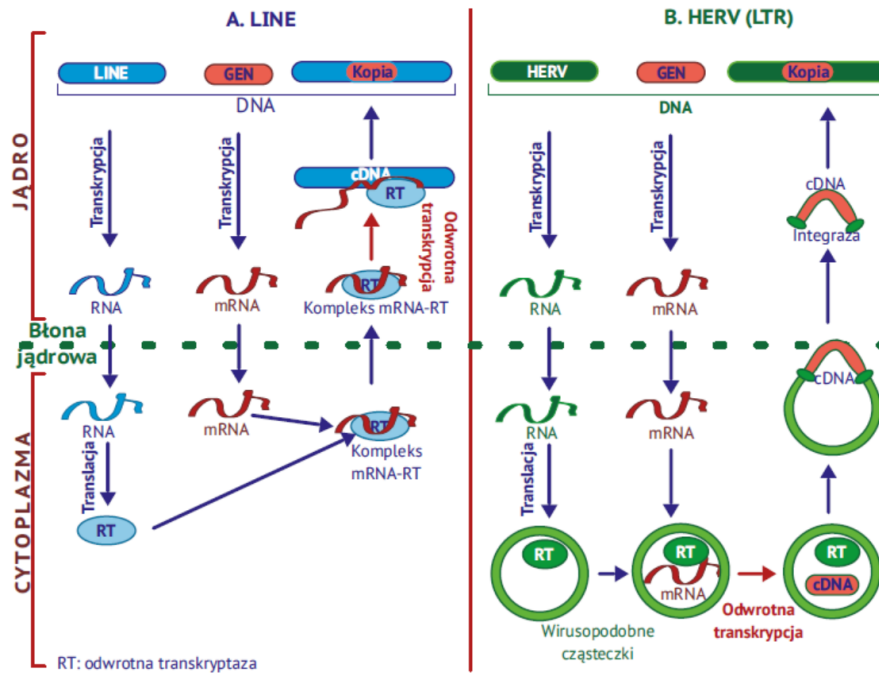 A. LINE
LINE
GEN
Kopia
DNA
JĄDRO
Transkrypcja
Transkrypcja
cDNA
RT
Odwrotna
transkrypcja
RT
RNA
mRNA
Kompleks mRNA-RT
Błona
jądrowa
CYTOPLAZMA
RNA
mRNA
RT
Kompleks
mRNA-RT
Translacja
RT
RT: odwrotna transkryptaza
B. HERV (LTR)
HERV
GEN
Kopia
DNA
Transkrypcja
Transkrypcja
cDNA
Integraza
RNA
mRNA
cDNA
RNA
mRNA
Translacja
RT
RT
mRNA
RT
cDNA
Wirusopodobne
cząsteczki
Odwrotna
transkrypcja